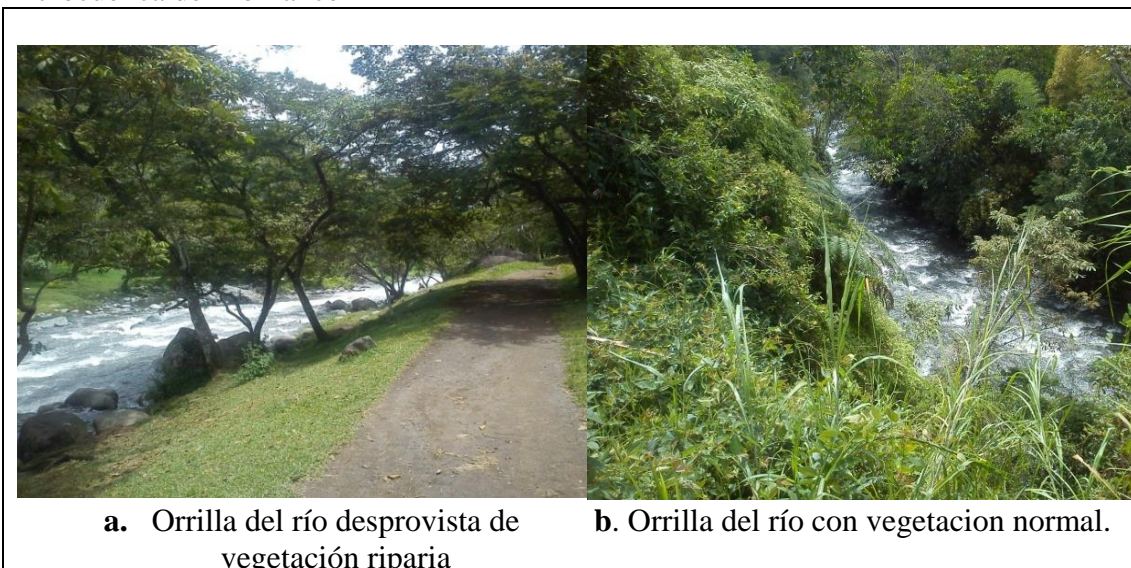 a. Orrilla del río desprovista de
vegetación riparia
b. Orrilla del río con vegetacion normal.